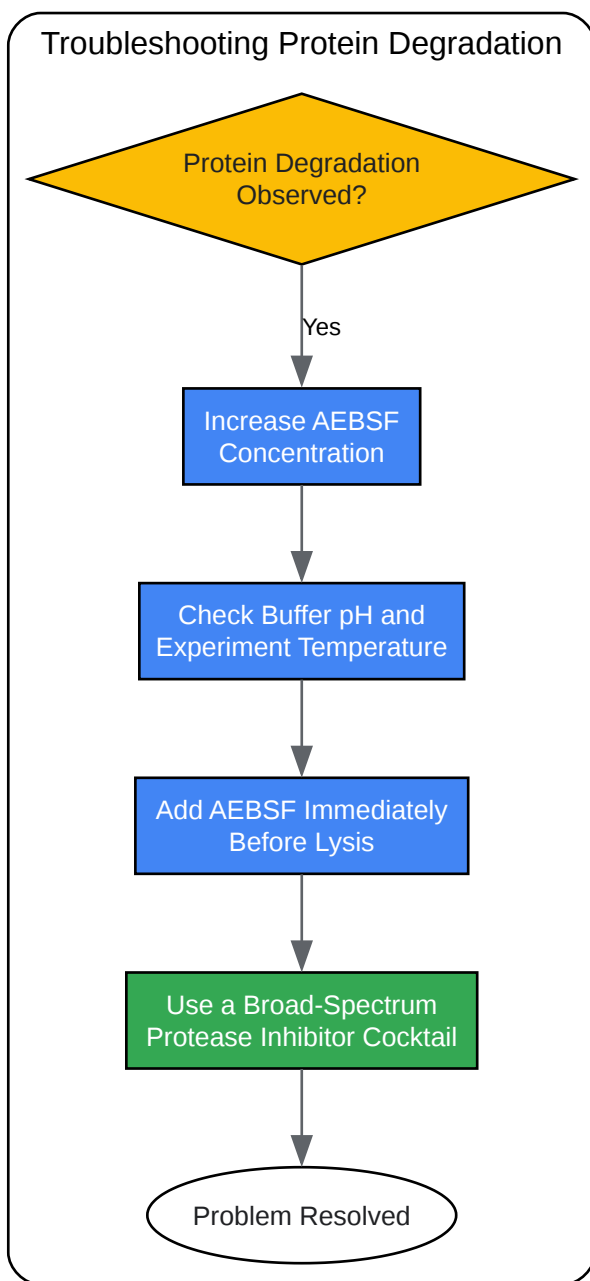 Troubleshooting Protein Degradation
Protein Degradation
Observed?
Yes
Increase AEBSF
Concentration
Check Buffer pH and
Experiment Temperature
Add AEBSF Immediately
Before Lysis
Use a Broad-Spectrum
Protease Inhibitor Cocktail
Problem Resolved